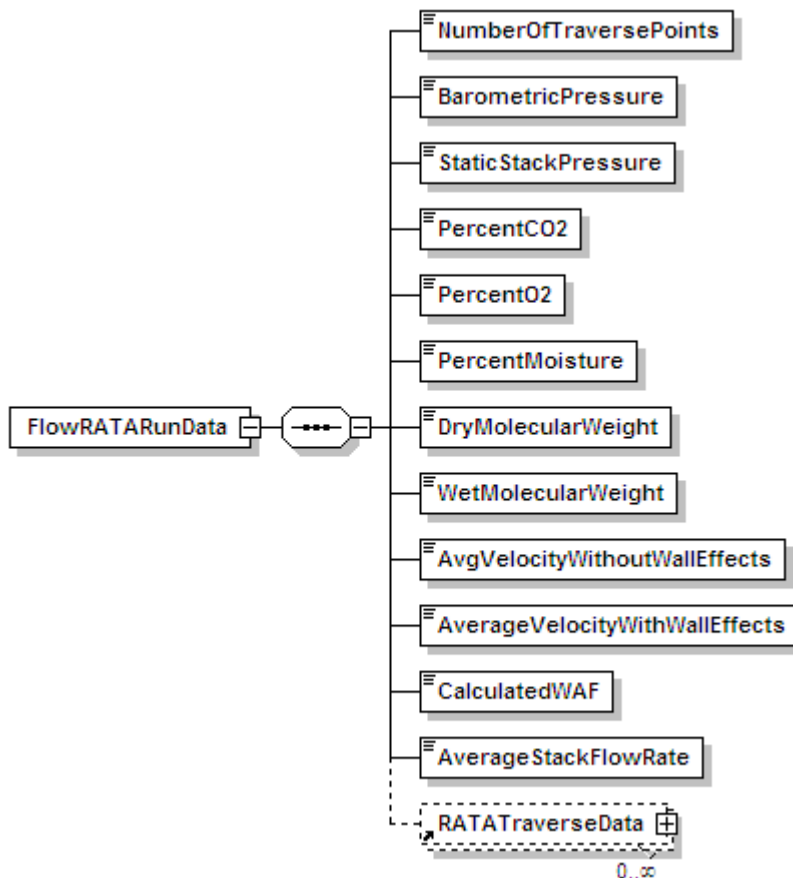 NumberOfTraversePoints
BarometricPressure
StaticStackPressure
PercentCO2
PercentO2
PercentMoisture
FlowRATARunData
DryMolecularWeight
WetMolecularWeight
AvgVelocityWithoutWallEffects
AverageVelocityWithWallEffects
CalculatedWAF
AverageStackFlowRate
RATATraverseData
0..∞